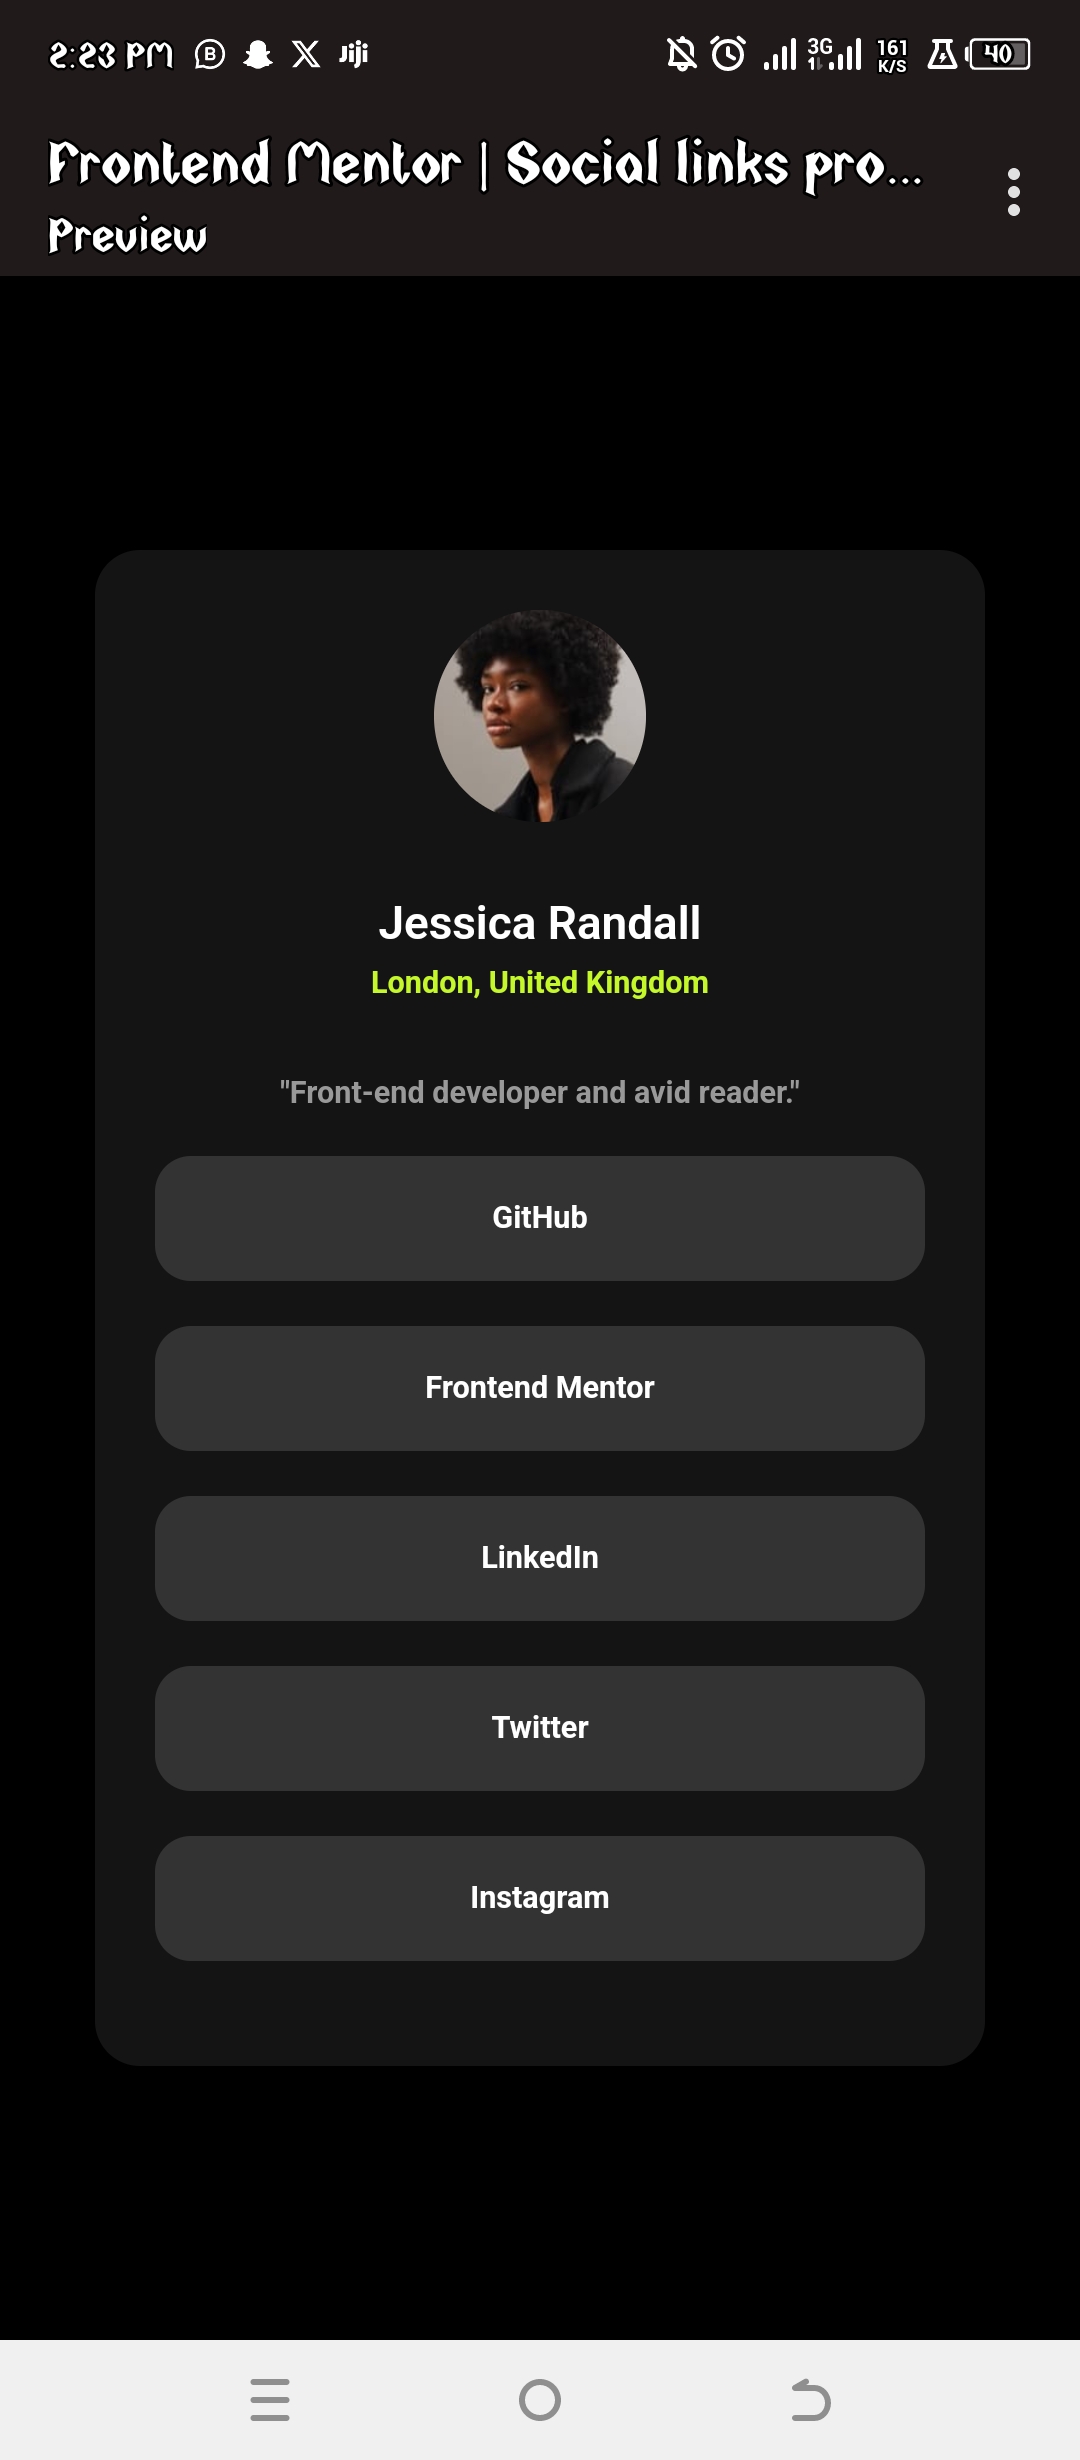 2:23 PM B Jiji 3G 161 K/S 40
Frontend Mentor | Social links pro...
Preview
Jessica Randall
London, United Kingdom
"Front-end developer and avid reader."
GitHub
Frontend Mentor
LinkedIn
Twitter
Instagram